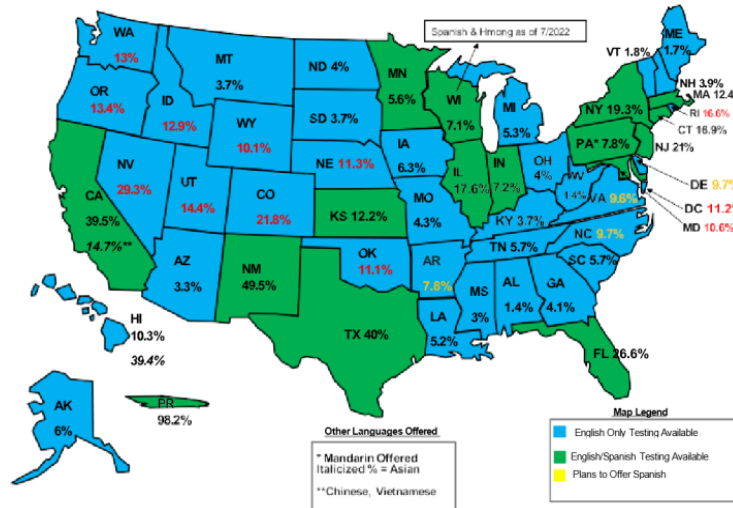 Spanish & Hmong as of 7/2022
WA
13%
OR
13.4%
ID
12.9%
MT
3.7%
ND 4%
SD 3.7%
WY
10.1%
NE 11.3%
NV
29.3%
UT
14.4%
CO
21.8%
CA
39.5%
14.7%**
AZ
3.3%
NM
49.5%
KS 12.2%
OK
11.1%
TX 40%
MN
5.6%
WI
7.1%
IA
6.3%
MO
4.3%
AR
7.8%
LA
5.2%
IL
17.6%
IN
7.2%
MI
5.3%
OH
4%
KY 3.7%
TN 5.7%
MS
3%
AL
1.4%
GA
4.1%
FL 26.6%
SC 5.7%
NC 9.7%
VA 9.6%
WV
1.4%
PA* 7.8%
NY 19.3%
VT 1.8%
ME
1.7%
NH 3.9%
MA 12.4
RI 16.6%
CT 16.9%
NJ 21%
DE 9.7%
DC 11.2%
MD 10.6%
HI
10.3%
39.4%
AK
6%
PR
98.2%
Other Languages Offered
* Mandarin Offered
Italicized % = Asian
**Chinese, Vietnamese
Map Legend
English Only Testing Available
English/Spanish Testing Available
Plans to Offer Spanish